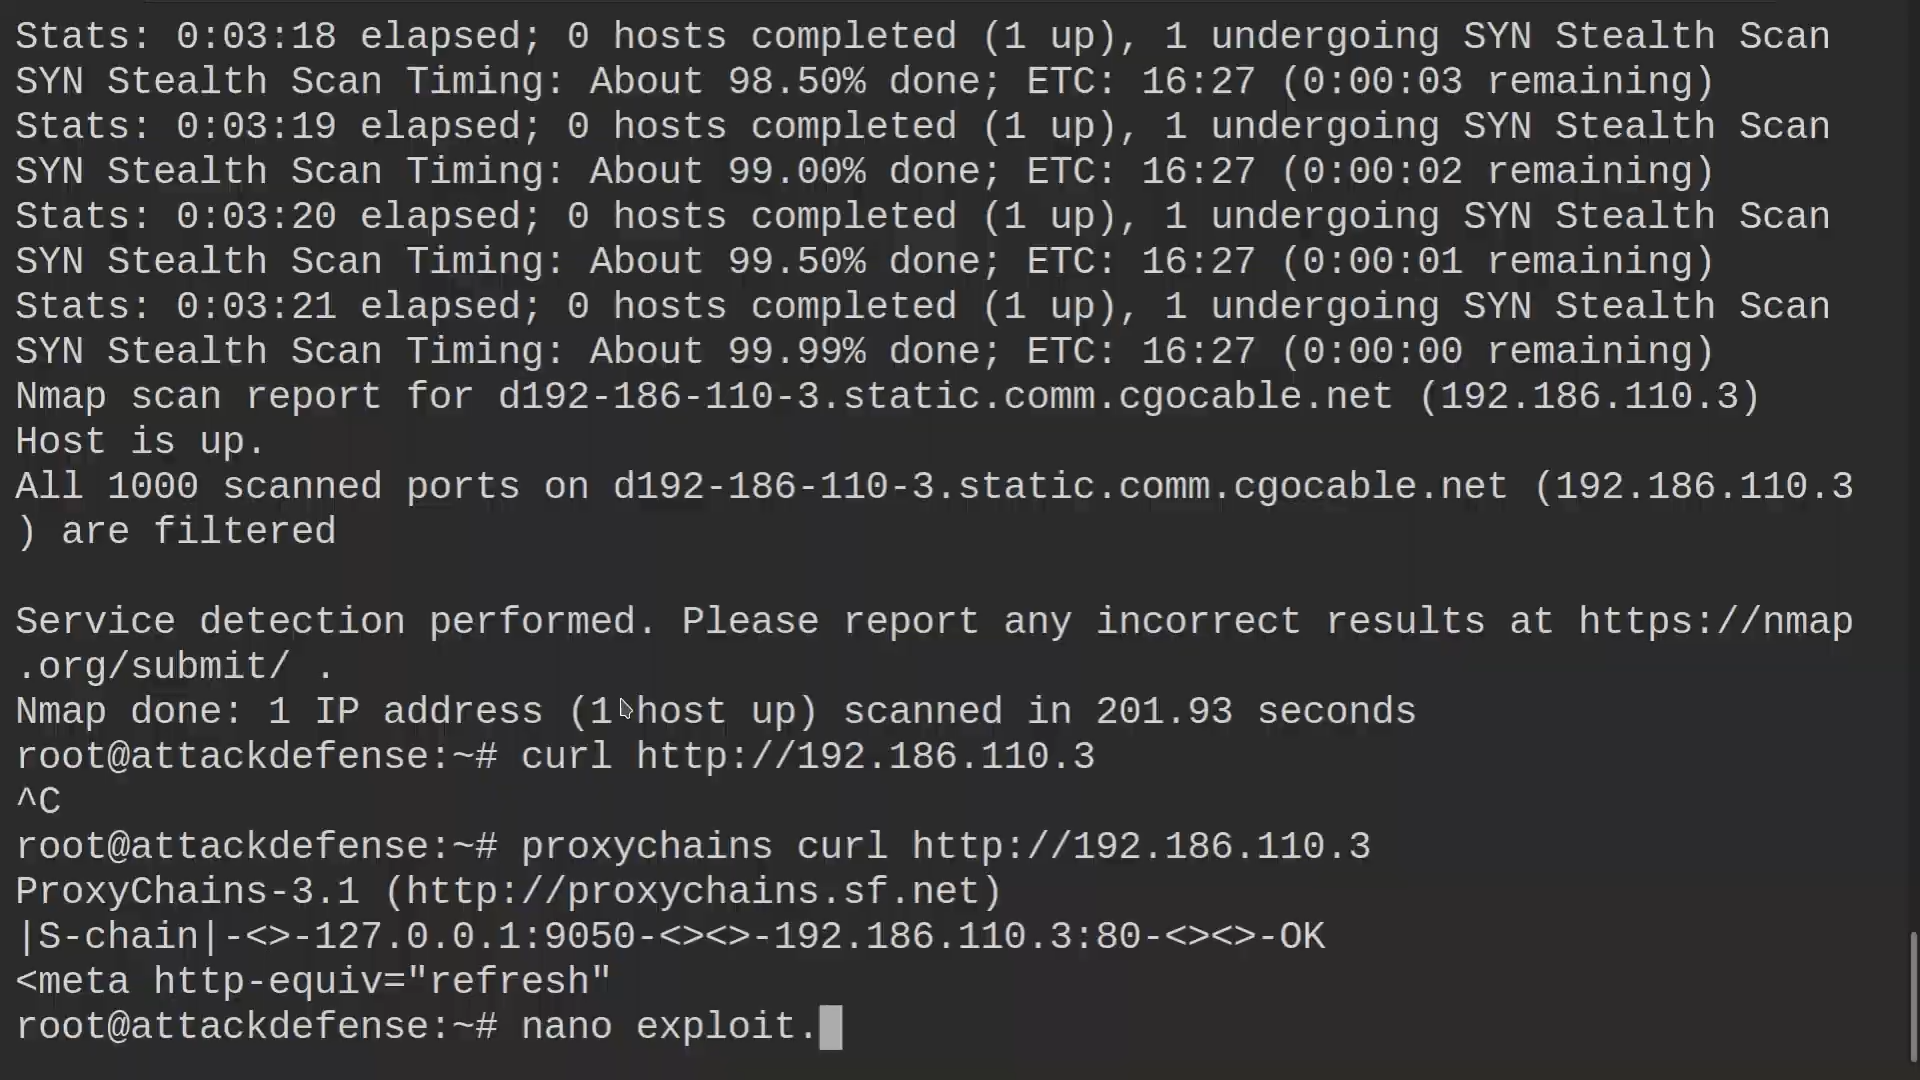 Stats: 0:03:18 elapsed; 0 hosts completed (1 up), 1 undergoing SYN Stealth Scan
SYN Stealth Scan Timing: About 98.50% done; ETC: 16:27 (0:00:03 remaining)
Stats: 0:03:19 elapsed; 0 hosts completed (1 up), 1 undergoing SYN Stealth Scan
SYN Stealth Scan Timing: About 99.00% done; ETC: 16:27 (0:00:02 remaining)
Stats: 0:03:20 elapsed; 0 hosts completed (1 up), 1 undergoing SYN Stealth Scan
SYN Stealth Scan Timing: About 99.50% done; ETC: 16:27 (0:00:01 remaining)
Stats: 0:03:21 elapsed; 0 hosts completed (1 up), 1 undergoing SYN Stealth Scan
SYN Stealth Scan Timing: About 99.99% done; ETC: 16:27 (0:00:00 remaining)
Nmap scan report for d192-186-110-3.static.comm.cgocable.net (192.186.110.3)
Host is up.
All 1000 scanned ports on d192-186-110-3.static.comm.cgocable.net (192.186.110.3
) are filtered
Service detection performed. Please report any incorrect results at https://nmap
.org/submit/ .
Nmap done: 1 IP address (1 host up) scanned in 201.93 seconds
root@attackdefense:~# curl http://192.186.110.3
^C
root@attackdefense:~# proxychains curl http://192.186.110.3
ProxyChains-3.1 (http://proxychains.sf.net)
|S-chain|-<>-127.0.0.1:9050-<><>-192.186.110.3:80-<><>-OK
<meta http-equiv="refresh"
root@attackdefense:~# nano exploit.